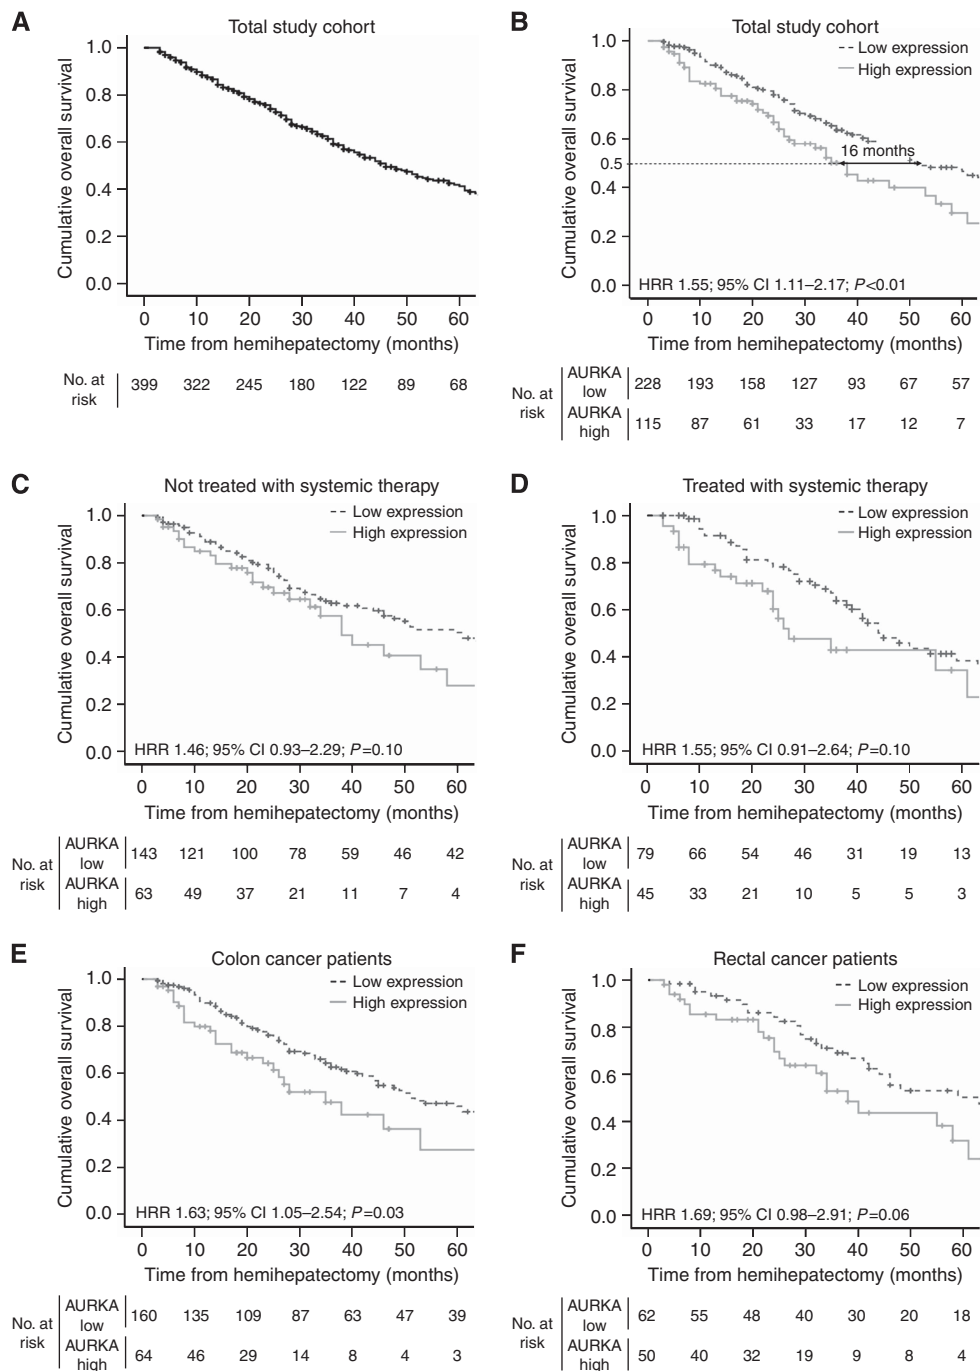 A
Total study cohort
Cumulative overall survival
1.0
0.8
0.6
0.4
0.2
0.0
0 10 20 30 40 50 60
Time from hemihepatectomy (months)
No. at risk
399 322 245 180 122 89 68
B
Total study cohort
Low expression
High expression
Cumulative overall survival
1.0
0.8
0.6
0.5
0.4
0.2
0.0
16 months
HRR 1.55; 95% CI 1.11–2.17; P<0.01
0 10 20 30 40 50 60
Time from hemihepatectomy (months)
No. at risk
AURKA low 228 193 158 127 93 67 57
AURKA high 115 87 61 33 17 12 7
C
Not treated with systemic therapy
Low expression
High expression
Cumulative overall survival
1.0
0.8
0.6
0.4
0.2
0.0
HRR 1.46; 95% CI 0.93–2.29; P=0.10
0 10 20 30 40 50 60
Time from hemihepatectomy (months)
No. at risk
AURKA low 143 121 100 78 59 46 42
AURKA high 63 49 37 21 11 7 4
D
Treated with systemic therapy
Low expression
High expression
Cumulative overall survival
1.0
0.8
0.6
0.4
0.2
0.0
HRR 1.55; 95% CI 0.91–2.64; P=0.10
0 10 20 30 40 50 60
Time from hemihepatectomy (months)
No. at risk
AURKA low 79 66 54 46 31 19 13
AURKA high 45 33 21 10 5 5 3
E
Colon cancer patients
Low expression
High expression
Cumulative overall survival
1.0
0.8
0.6
0.4
0.2
0.0
HRR 1.63; 95% CI 1.05–2.54; P=0.03
0 10 20 30 40 50 60
Time from hemihepatectomy (months)
No. at risk
AURKA low 160 135 109 87 63 47 39
AURKA high 64 46 29 14 8 4 3
F
Rectal cancer patients
Low expression
High expression
Cumulative overall survival
1.0
0.8
0.6
0.4
0.2
0.0
HRR 1.69; 95% CI 0.98–2.91; P=0.06
0 10 20 30 40 50 60
Time from hemihepatectomy (months)
No. at risk
AURKA low 62 55 48 40 30 20 18
AURKA high 50 40 32 19 9 8 4